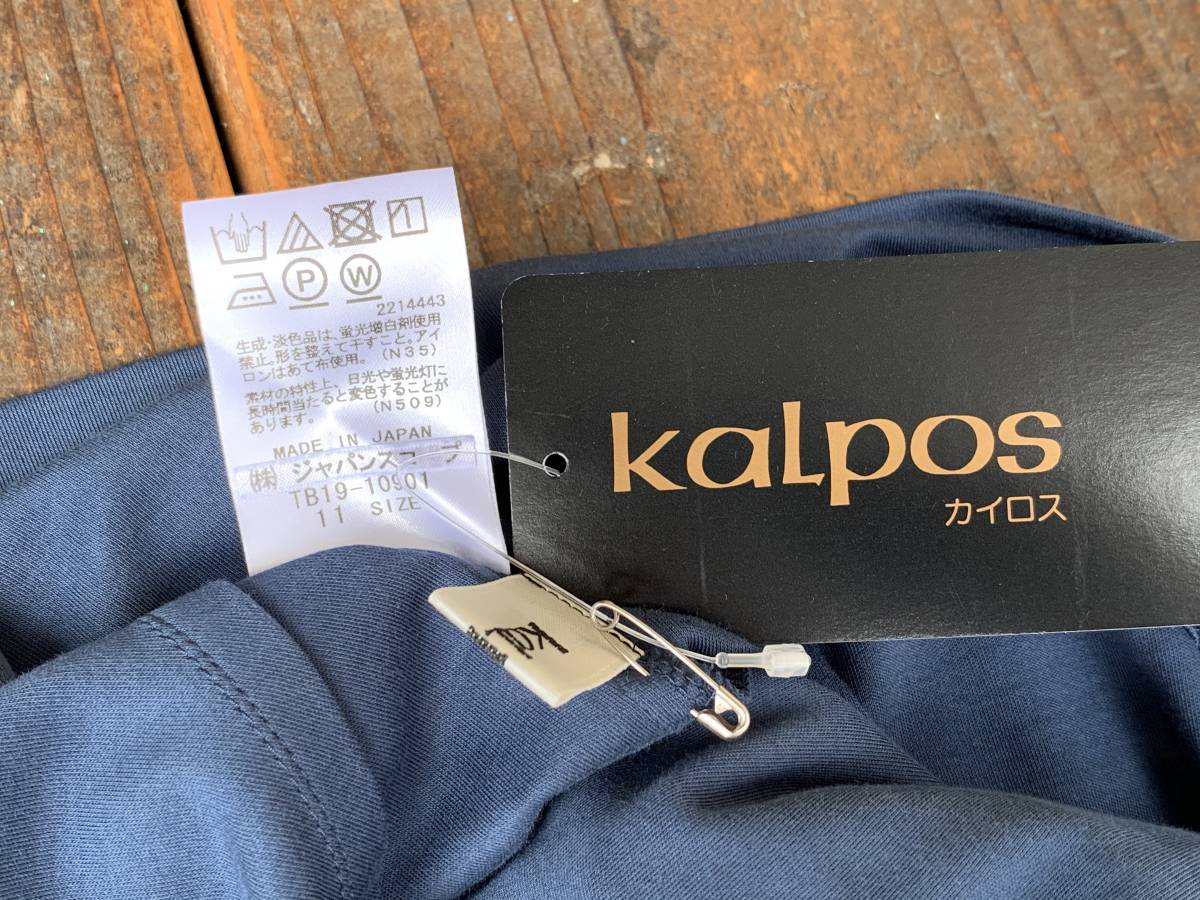 P
W
2214443
生成・淡色品は、蛍光増白剤使用
禁止。形を整えて干すこと。アイ
ロンはあて布使用。(N35)
素材の特性上、日光や蛍光灯に
長時間当たると変色することが
あります。 (N509)
MADE IN JAPAN
(株)ジャパンスコープ
TB19-10901
11 SIZE
kalpos
カイロス